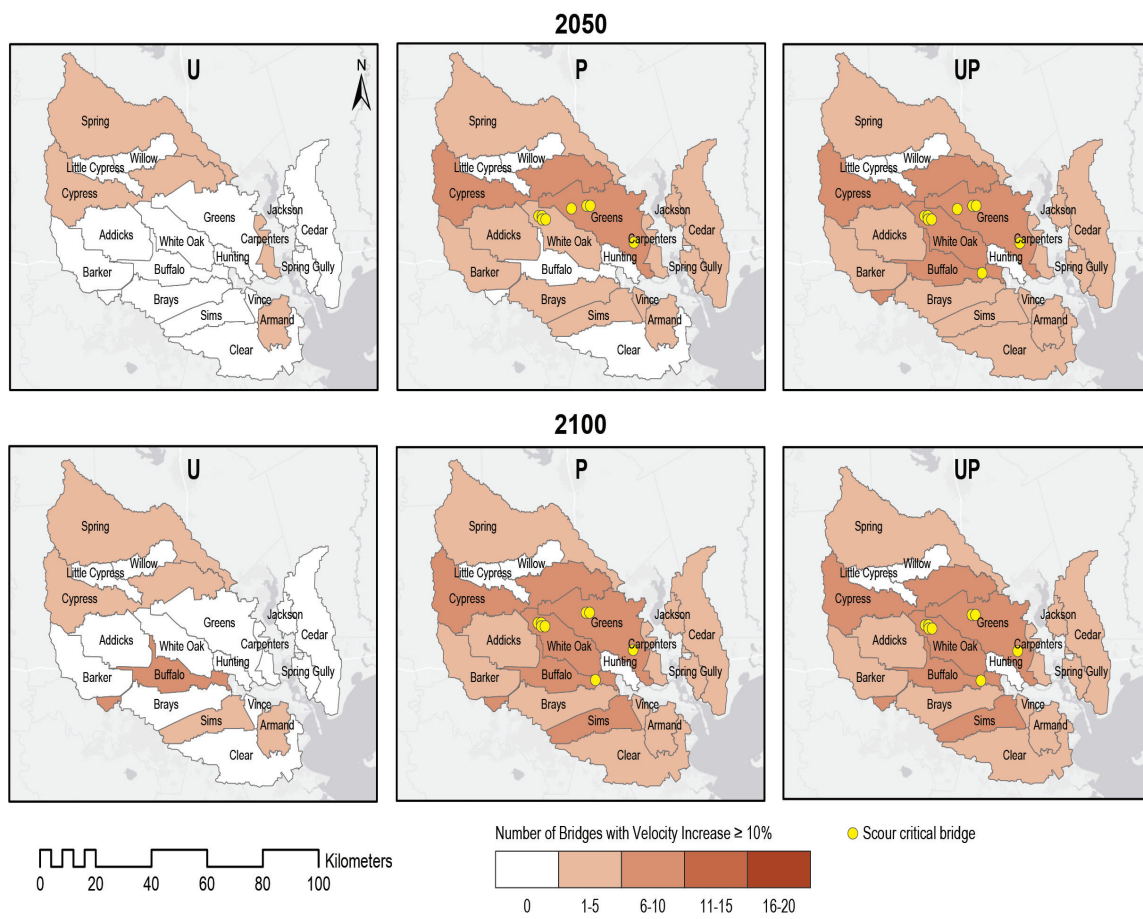 2050
U
N
Spring
Willow
Little Cypress
Cypress
Greens
Jackson
Cedar
Addicks
White Oak
Carpenters
Hunting
Barker
Buffalo
Spring Gully
Brays
Vince
Sims
Armand
Clear
P
Spring
Willow
Little Cypress
Cypress
Greens
Jackson
Cedar
Addicks
White Oak
Carpenters
Hunting
Barker
Buffalo
Spring Gully
Brays
Vince
Sims
Armand
Clear
UP
Spring
Willow
Little Cypress
Cypress
Greens
Jackson
Cedar
Addicks
White Oak
Carpenters
Hunting
Barker
Buffalo
Spring Gully
Brays
Vince
Sims
Armand
Clear
2100
U
Spring
Willow
Little Cypress
Cypress
Greens
Jackson
Cedar
Addicks
White Oak
Carpenters
Hunting
Barker
Buffalo
Spring Gully
Brays
Vince
Sims
Armand
Clear
P
Spring
Willow
Little Cypress
Cypress
Greens
Jackson
Cedar
Addicks
White Oak
Carpenters
Hunting
Barker
Buffalo
Spring Gully
Brays
Vince
Sims
Armand
Clear
UP
Spring
Willow
Little Cypress
Cypress
Greens
Jackson
Cedar
Addicks
White Oak
Carpenters
Hunting
Barker
Buffalo
Spring Gully
Brays
Vince
Sims
Armand
Clear
Kilometers
0 20 40 60 80 100
Number of Bridges with Velocity Increase ≥ 10%
0 1-5 6-10 11-15 16-20
Scour critical bridge